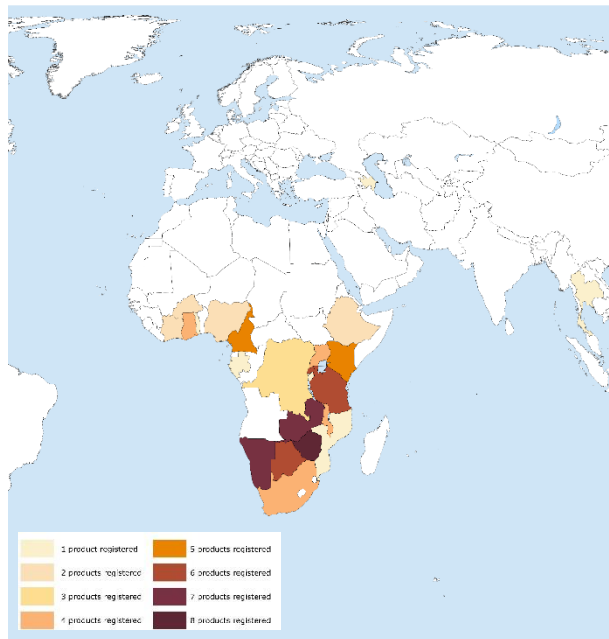 1 product registered
2 products registered
3 products registered
4 products registered
5 products registered
6 products registered
7 products registered
8 products registered